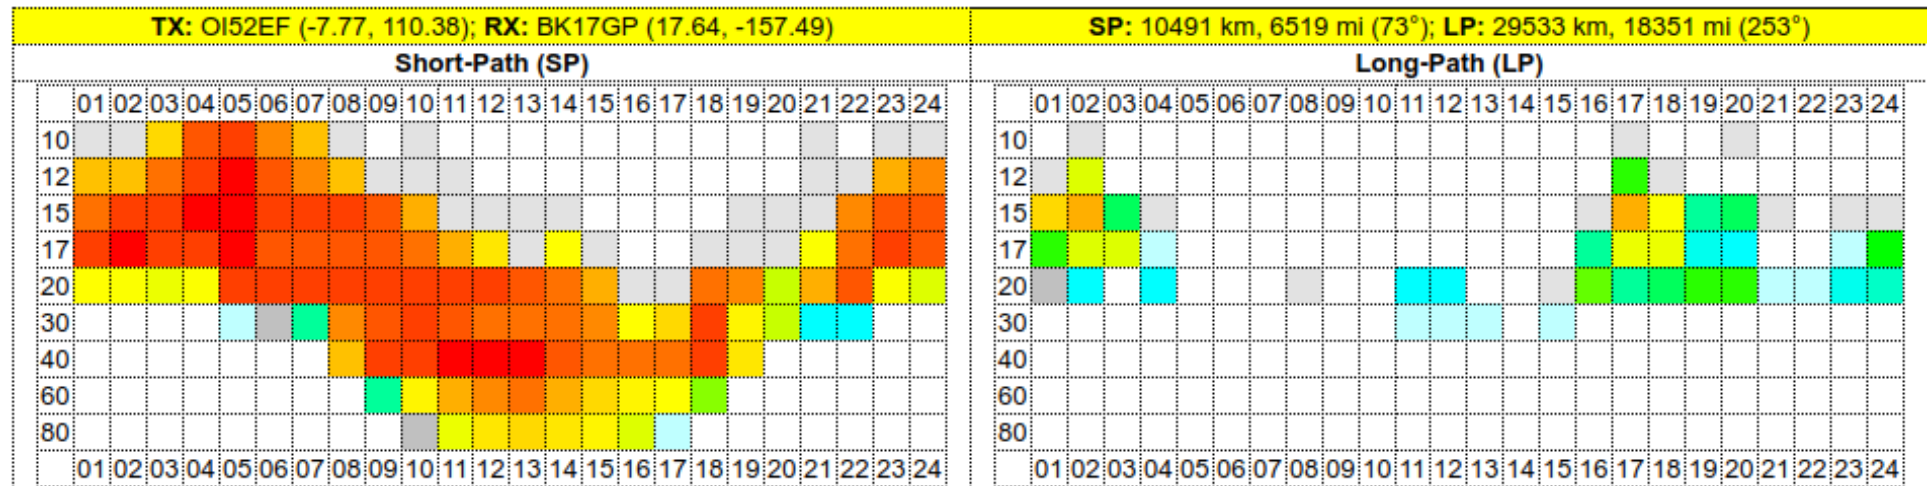 TX: OI52EF (-7.77, 110.38); RX: BK17GP (17.64, -157.49)
SP: 10491 km, 6519 mi (73°); LP: 29533 km, 18351 mi (253°)
Short-Path (SP)
01 02 03 04 05 06 07 08 09 10 11 12 13 14 15 16 17 18 19 20 21 22 23 24
10
12
15
17
20
30
40
60
80
01 02 03 04 05 06 07 08 09 10 11 12 13 14 15 16 17 18 19 20 21 22 23 24
Long-Path (LP)
01 02 03 04 05 06 07 08 09 10 11 12 13 14 15 16 17 18 19 20 21 22 23 24
10
12
15
17
20
30
40
60
80
01 02 03 04 05 06 07 08 09 10 11 12 13 14 15 16 17 18 19 20 21 22 23 24